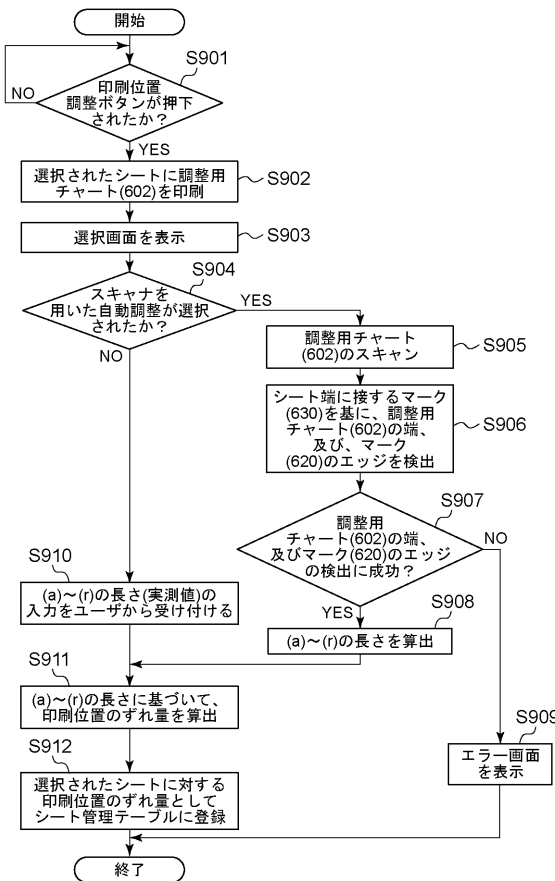 開始
S901
印刷位置
調整ボタンが押下
されたか？
NO
YES
選択されたシートに調整用
チャート(602)を印刷
S902
選択画面を表示
S903
S904
スキャナを
用いた自動調整が選択
されたか？
YES
NO
調整用チャート
(602)のスキャン
S905
シート端に接するマーク
(630)を基に、調整用
チャート(602)の端、
及び、マーク
(620)のエッジを検出
S906
S907
調整用
チャート(602)の端、
及びマーク(620)のエッジ
の検出に成功？
NO
YES
S908
(a)～(r)の長さを算出
S910
(a)～(r)の長さ(実測値)の
入力をユーザから受け付ける
S911
(a)～(r)の長さに基づいて、
印刷位置のずれ量を算出
S909
エラー画面
を表示
S912
選択されたシートに対する
印刷位置のずれ量として
シート管理テーブルに登録
終了